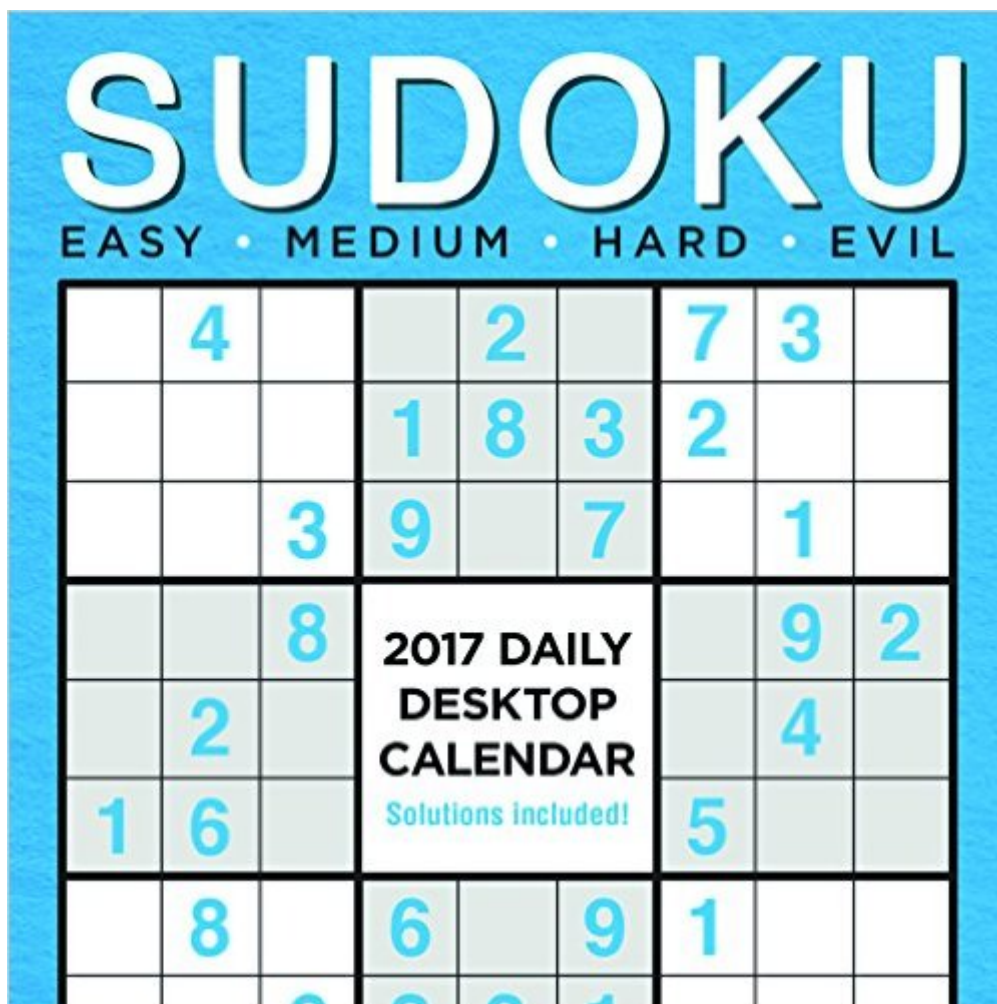 SUDOKU
EASY • MEDIUM • HARD • EVIL
4 2 7 3
1 8 3 2
3 9 7 1
8 9 2
2 4
1 6 5
2017 DAILY
DESKTOP
CALENDAR
Solutions included!
8 6 9 1